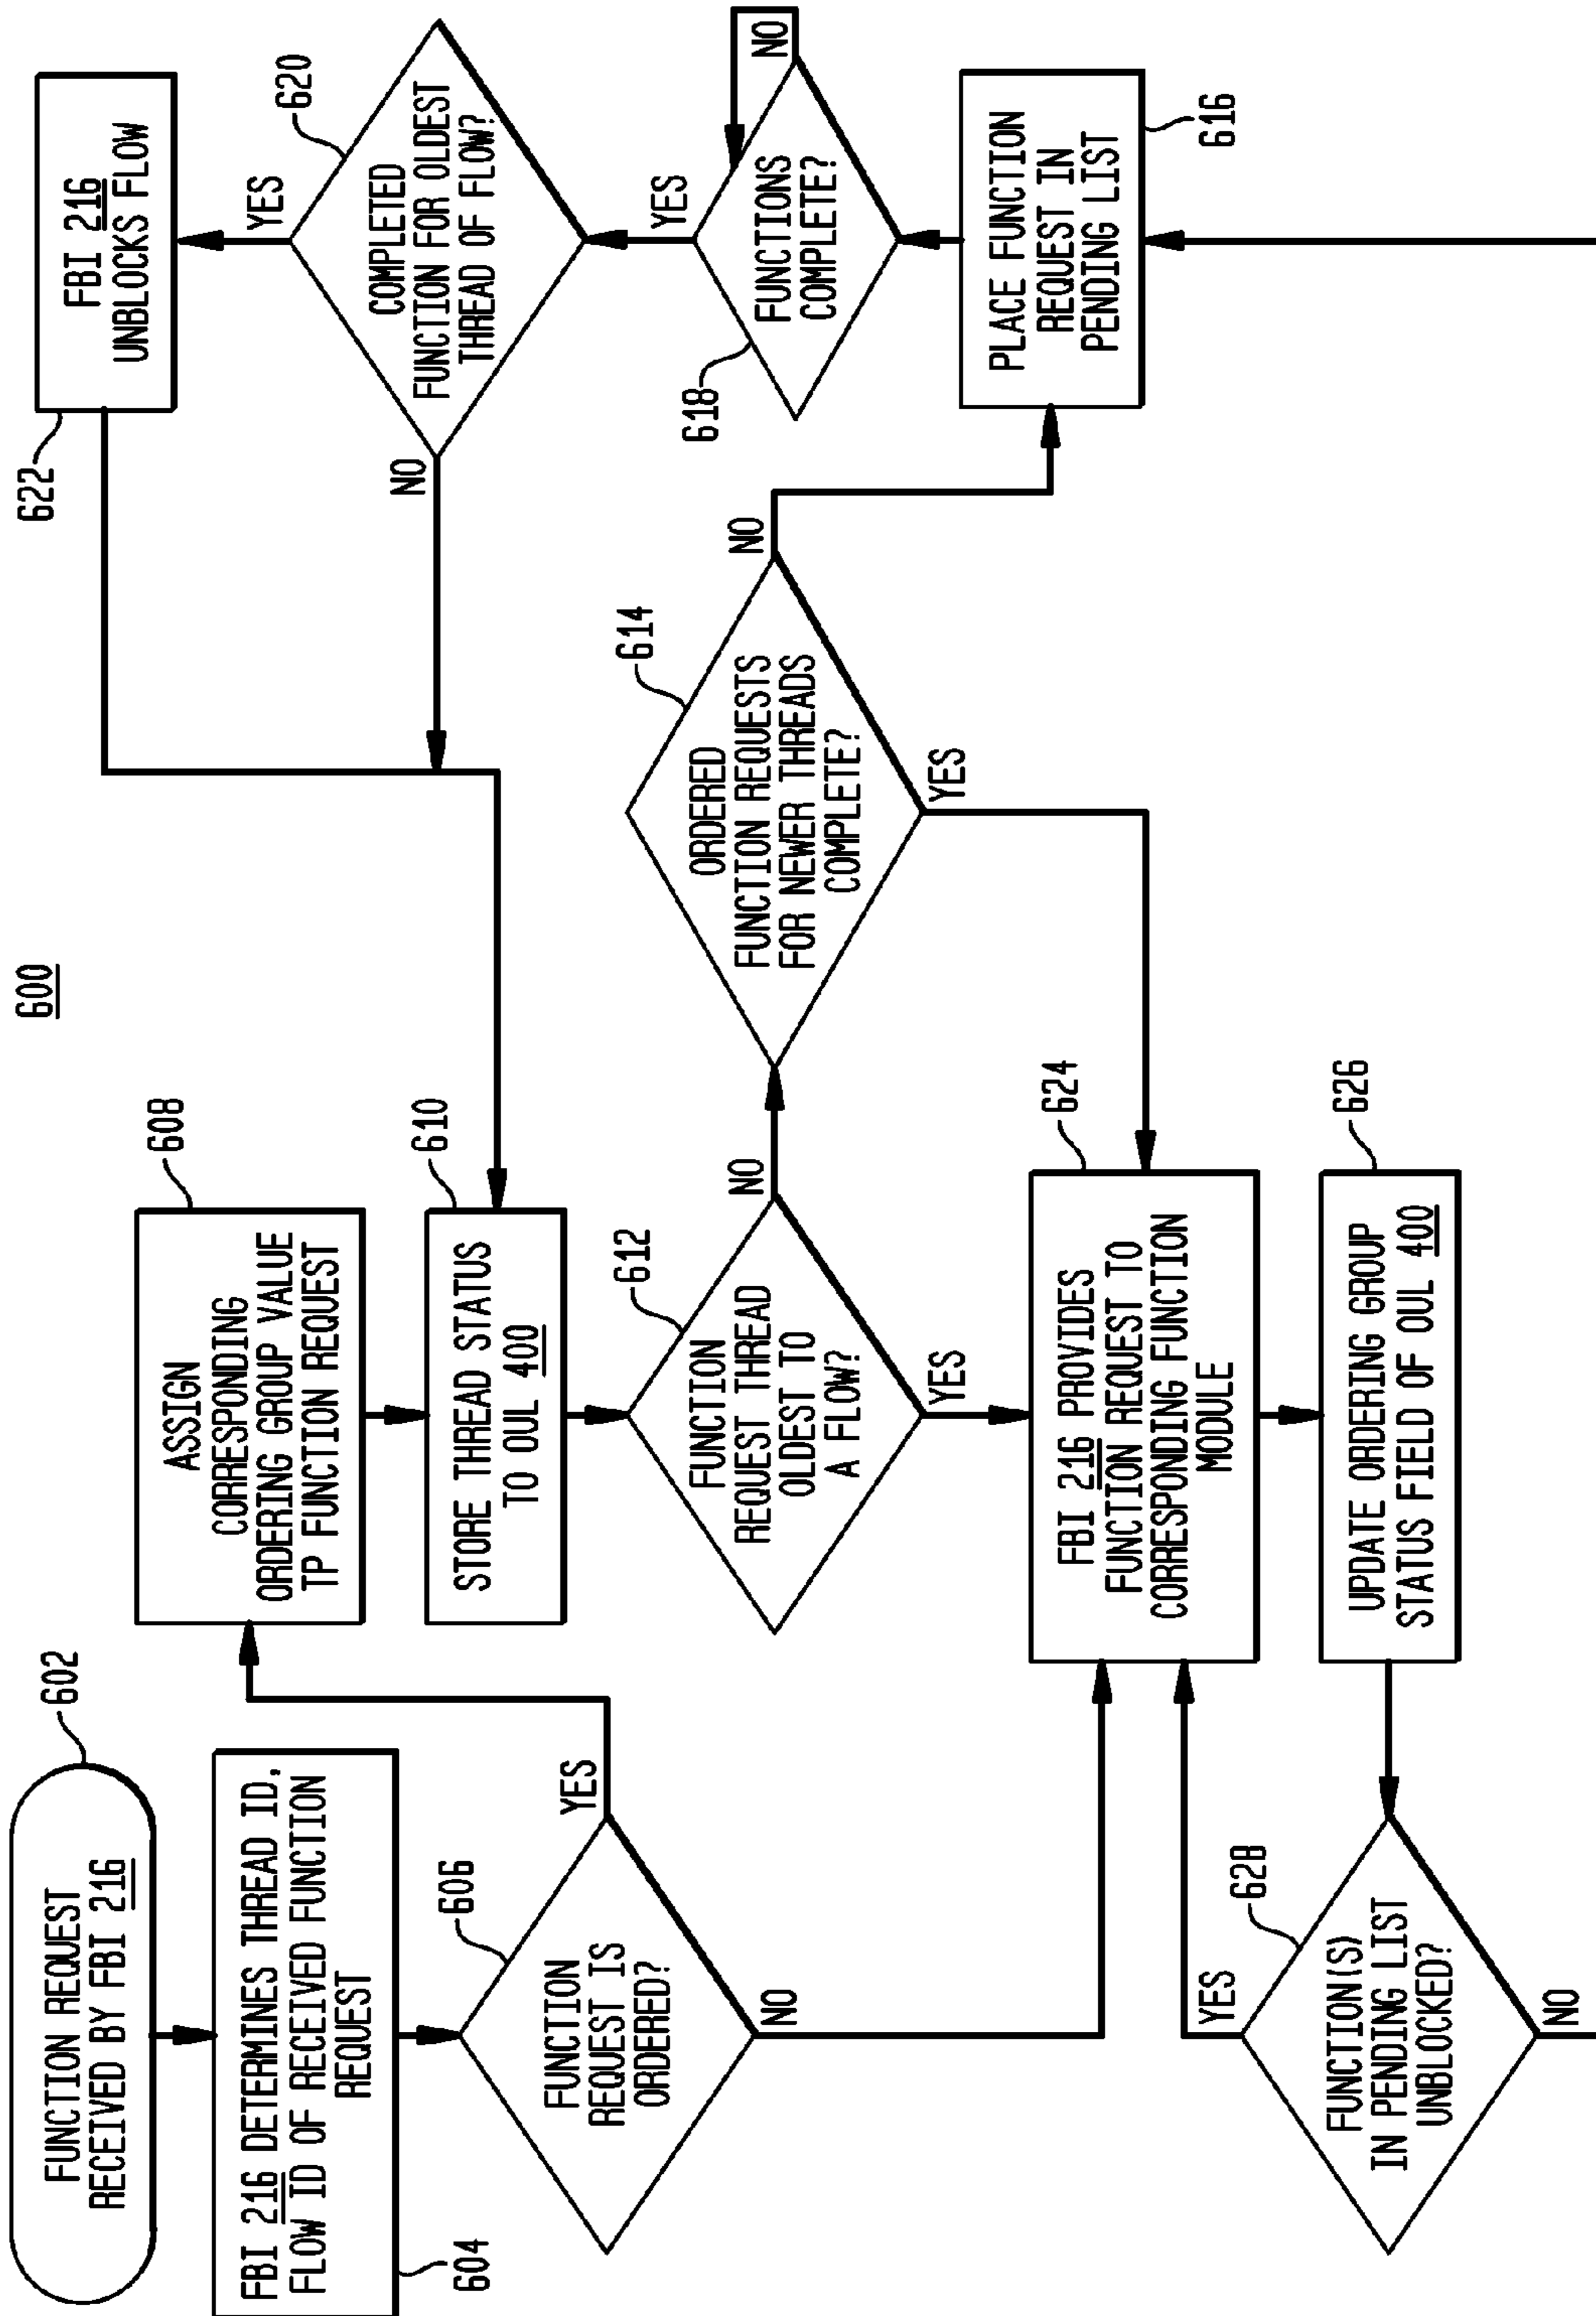 600
602
FUNCTION REQUEST
RECEIVED BY FBI 216
FBI 216 DETERMINES THREAD ID,
FLOW ID OF RECEIVED FUNCTION
REQUEST
604
606
FUNCTION
REQUEST IS
ORDERED?
YES
NO
608
ASSIGN
CORRESPONDING
ORDERING GROUP VALUE
TP FUNCTION REQUEST
610
STORE THREAD STATUS
TO OUL 400
612
FUNCTION
REQUEST THREAD
OLDEST TO
A FLOW?
NO
YES
614
ORDERED
FUNCTION REQUESTS
FOR NEWER THREADS
COMPLETE?
NO
YES
PLACE FUNCTION
REQUEST IN
PENDING LIST
616
618
FUNCTIONS
COMPLETE?
NO
YES
620
COMPLETED
FUNCTION FOR OLDEST
THREAD OF FLOW?
NO
YES
622
FBI 216
UNBLOCKS FLOW
624
FBI 216 PROVIDES
FUNCTION REQUEST TO
CORRESPONDING FUNCTION
MODULE
626
UPDATE ORDERING GROUP
STATUS FIELD OF OUL 400
628
FUNCTION(S)
IN PENDING LIST
UNBLOCKED?
YES
NO